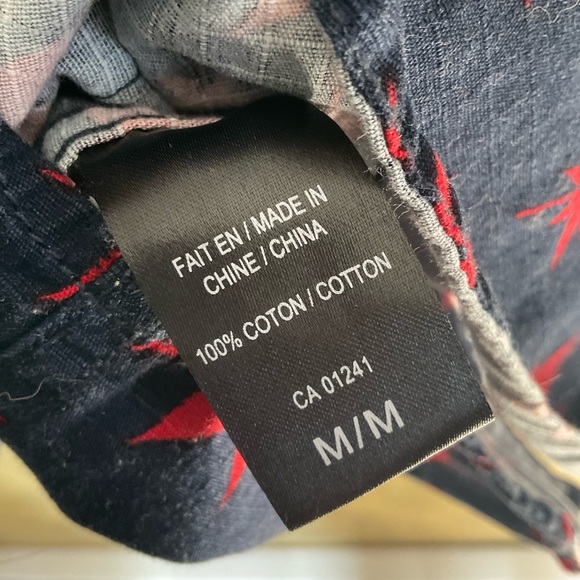 FAIT EN / MADE IN
CHINE / CHINA
100% COTON / COTTON
CA 01241
M/M